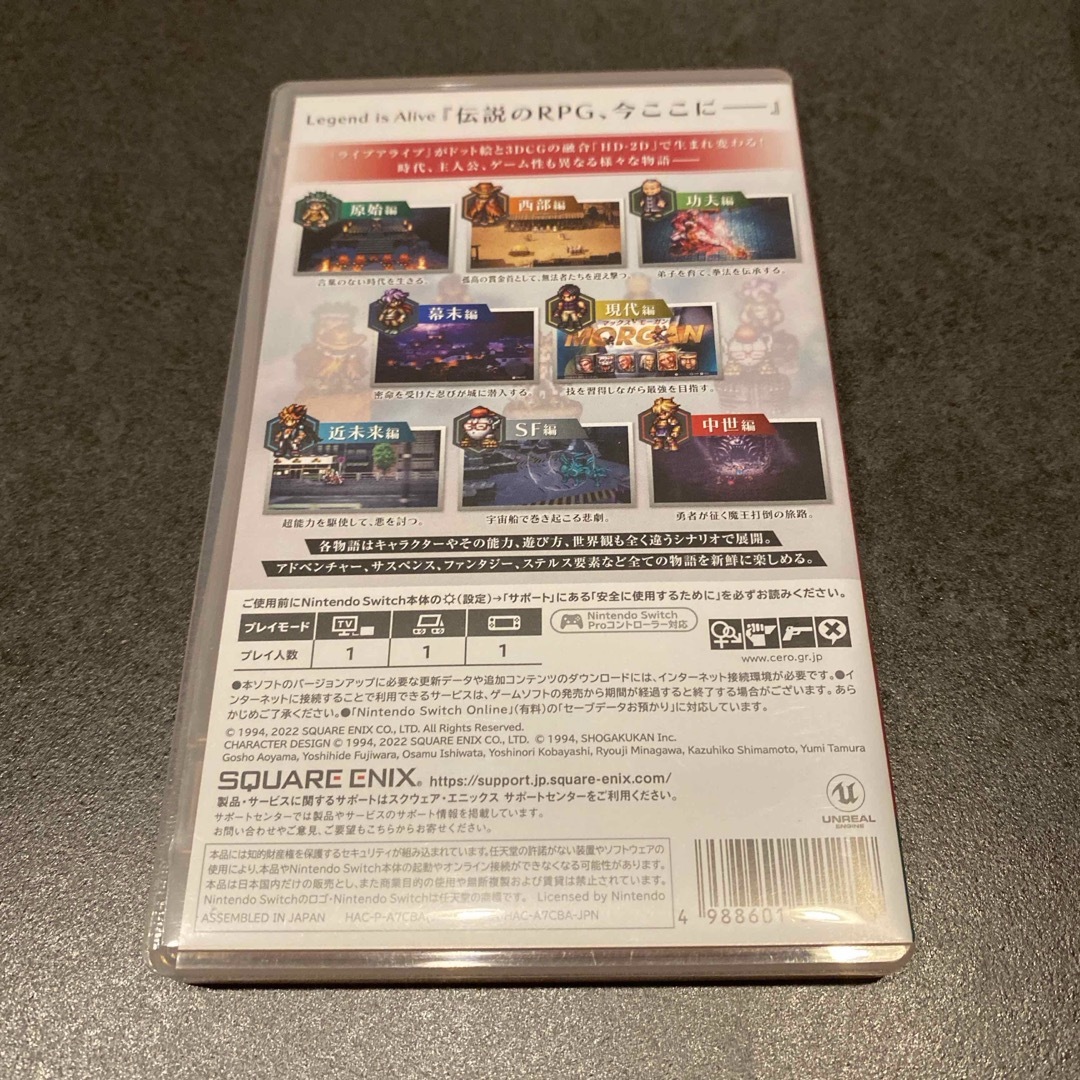 Legend is Alive『伝説のRPG、今ここに——』
『ライブアライブ』がドット絵と3DCGの融合「HD-2D」で生まれ変わる!
時代、主人公、ゲーム性も異なる様々な物語——
原始編
西部編
功夫編
言葉のない時代を生きる。
孤高の賞金首として、無法者たちを迎え撃つ。
弟子を育て、拳法を伝承する。
幕末編
現代編
マックス・モーガン
MORGAN
密命を受けた忍びが城に潜入する。
技を習得しながら最強を目指す。
近未来編
SF編
中世編
超能力を駆使して、悪を討つ。
宇宙船で巻き起こる悲劇。
勇者が征く魔王打倒の旅路。
各物語はキャラクターやその能力、遊び方、世界観も全く違うシナリオで展開。
アドベンチャー、サスペンス、ファンタジー、ステルス要素など全ての物語を新鮮に楽しめる。
ご使用前にNintendo Switch本体の(設定)→「サポート」にある「安全に使用するために」を必ずお読みください。
プレイモード TV
プレイ人数 1 1 1
Nintendo Switch
Proコントローラー対応
www.cero.gr.jp
●本ソフトのバージョンアップに必要な更新データや追加コンテンツのダウンロードには、インターネット接続環境が必要です。●イ
ンターネットに接続することで利用できるサービスは、ゲームソフトの発売から期間が経過すると終了する場合がございます。あら
かじめご了承ください。●「Nintendo Switch Online」(有料)の「セーブデータお預かり」に対応しています。
© 1994, 2022 SQUARE ENIX CO., LTD. All Rights Reserved.
CHARACTER DESIGN © 1994, 2022 SQUARE ENIX CO., LTD. © 1994, SHOGAKUKAN Inc.
Gosho Aoyama, Yoshihide Fujiwara, Osamu Ishiwata, Yoshinori Kobayashi, Ryouji Minagawa, Kazuhiko Shimamoto, Yumi Tamura
SQUARE ENIX. https://support.jp.square-enix.com/
製品・サービスに関するサポートはスクウェア・エニックス サポートセンターをご利用ください。
サポートセンターでは製品やサービスのサポート情報を掲載しています。
お問い合わせやご意見、ご要望もこちらからお寄せください。
UNREAL
ENGINE
本品には知的財産権を保護するセキュリティが組み込まれています。任天堂の許諾がない装置やソフトウェアの
使用により、本品やNintendo Switch本体の起動やオンライン接続ができなくなる可能性があります。
本品は日本国内だけの販売とし、また商業目的の使用や無断複製および賃貸は禁止されています。
Nintendo Switchのロゴ・Nintendo Switchは任天堂の商標です。 Licensed by Nintendo
ASSEMBLED IN JAPAN HAC-P-A7CBA HAC-A7CBA-JPN
4 988601